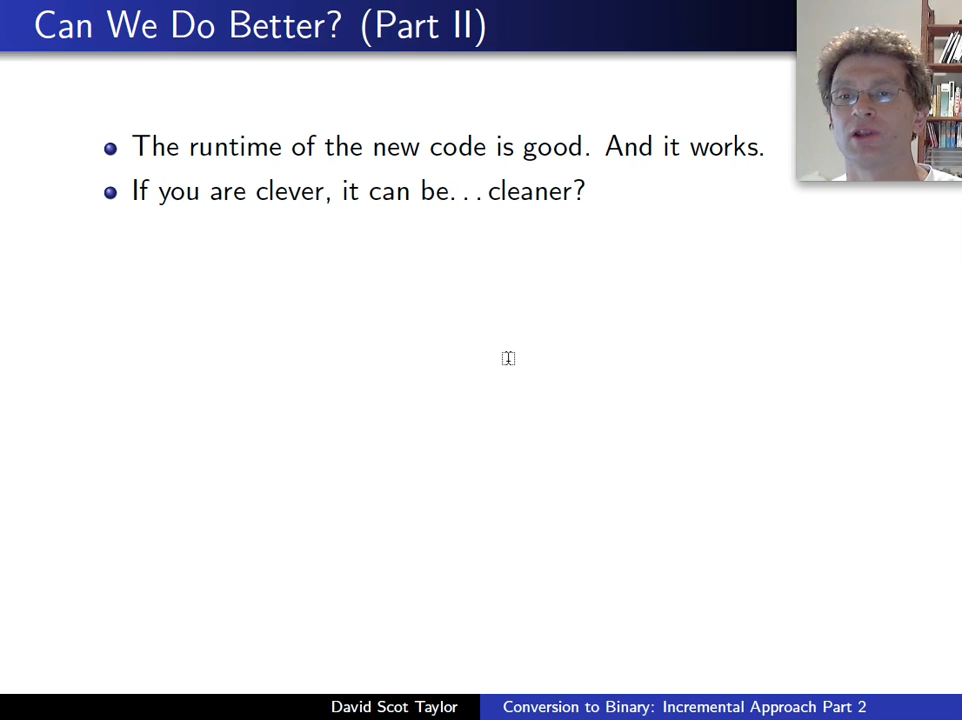 Can We Do Better? (Part II)
The runtime of the new code is good. And it works.
If you are clever, it can be...cleaner?
David Scot Taylor
Conversion to Binary: Incremental Approach Part 2